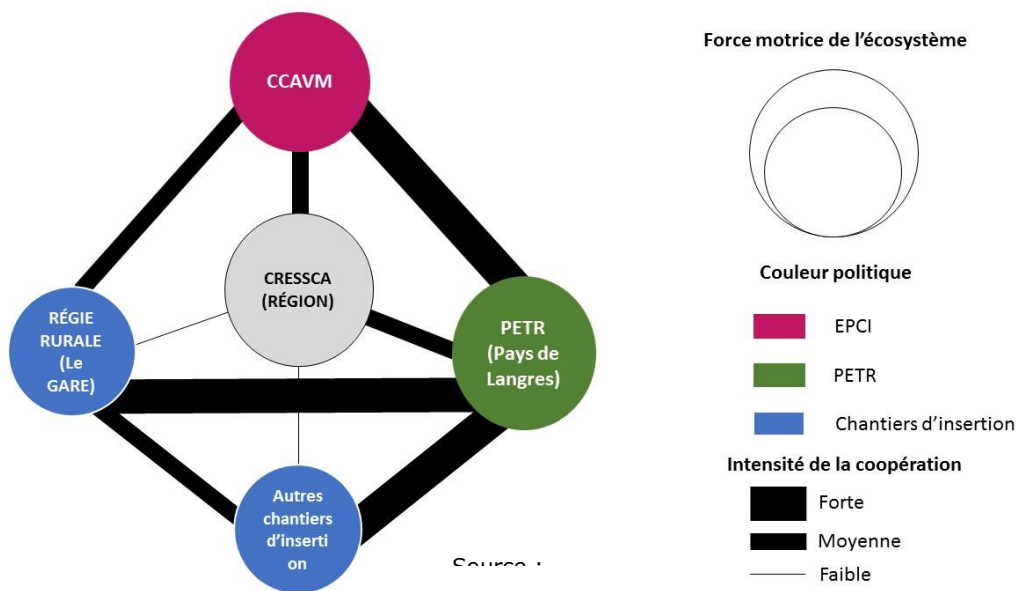 CCAVM
CRESSCA
(RÉGION)
RÉGIE
RURALE
(Le
GARE)
PETR
(Pays de
Langres)
Autres
chantiers
d'inserti
on
Source :
Force motrice de l'écosystème
Couleur politique
EPCI
PETR
Chantiers d'insertion
Intensité de la coopération
Forte
Moyenne
Faible